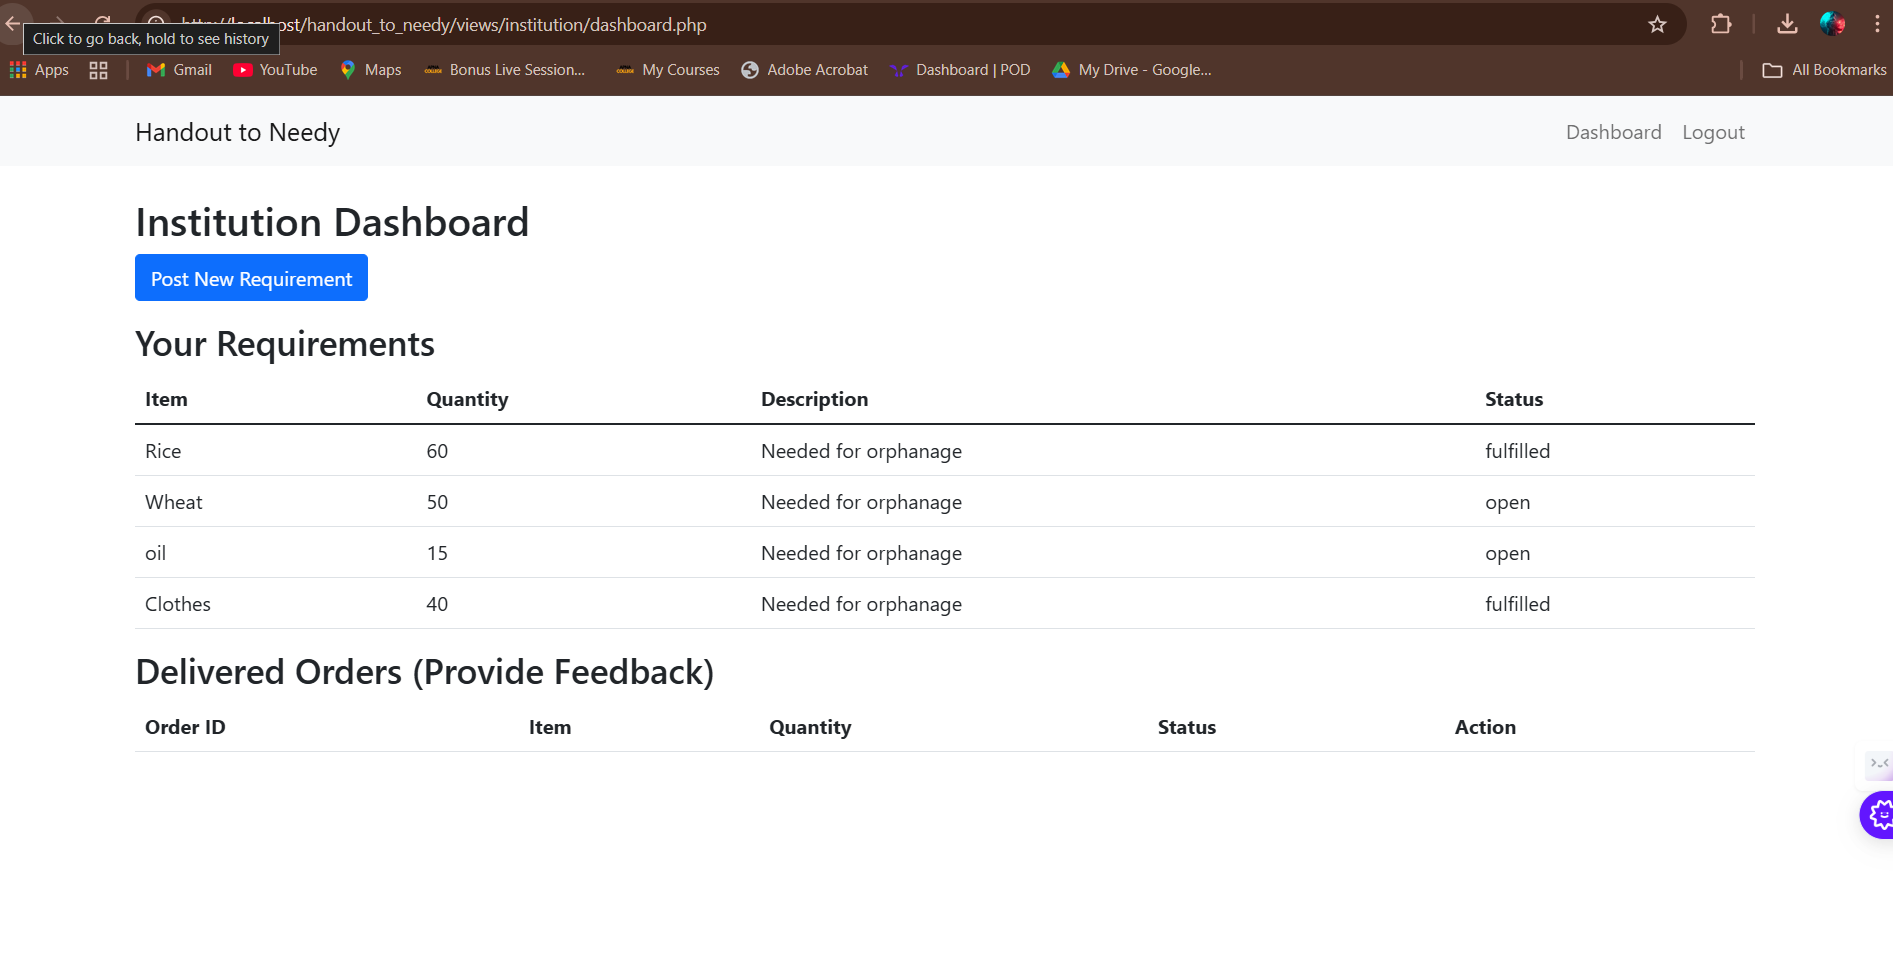 /handout_to_needy/views/institution/dashboard.php
Click to go back, hold to see history
Apps Gmail YouTube Maps Bonus Live Session... My Courses Adobe Acrobat Dashboard | POD My Drive - Google... All Bookmarks
Handout to Needy Dashboard Logout
Institution Dashboard
Post New Requirement
Your Requirements
Item Quantity Description Status
Rice 60 Needed for orphanage fulfilled
Wheat 50 Needed for orphanage open
oil 15 Needed for orphanage open
Clothes 40 Needed for orphanage fulfilled
Delivered Orders (Provide Feedback)
Order ID Item Quantity Status Action